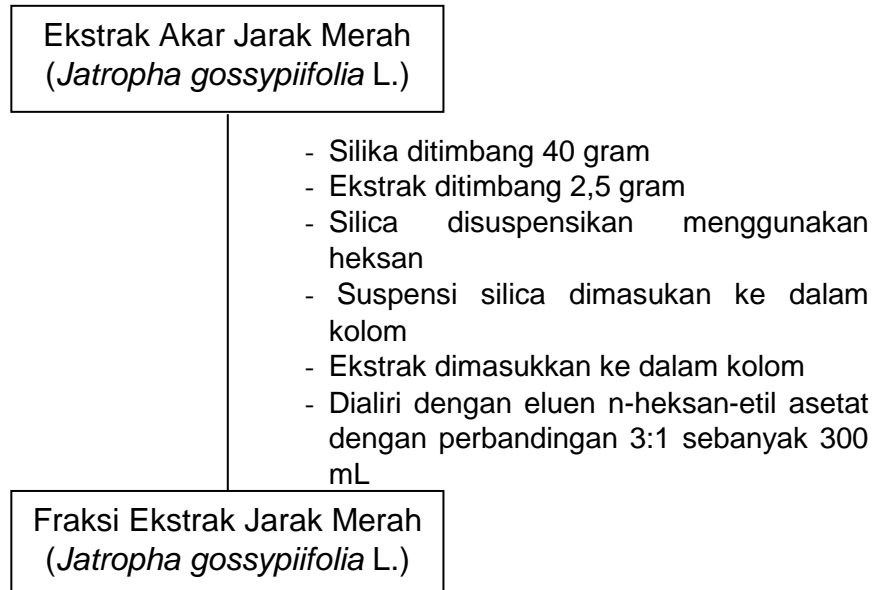 Ekstrak Akar Jarak Merah
(Jatropha gossypiifolia L.)
- Silika ditimbang 40 gram
- Ekstrak ditimbang 2,5 gram
- Silica disuspensikan menggunakan
heksan
- Suspensi silica dimasukan ke dalam
kolom
- Ekstrak dimasukkan ke dalam kolom
- Dialiri dengan eluen n-heksan-etil asetat
dengan perbandingan 3:1 sebanyak 300
mL
Fraksi Ekstrak Jarak Merah
(Jatropha gossypiifolia L.)